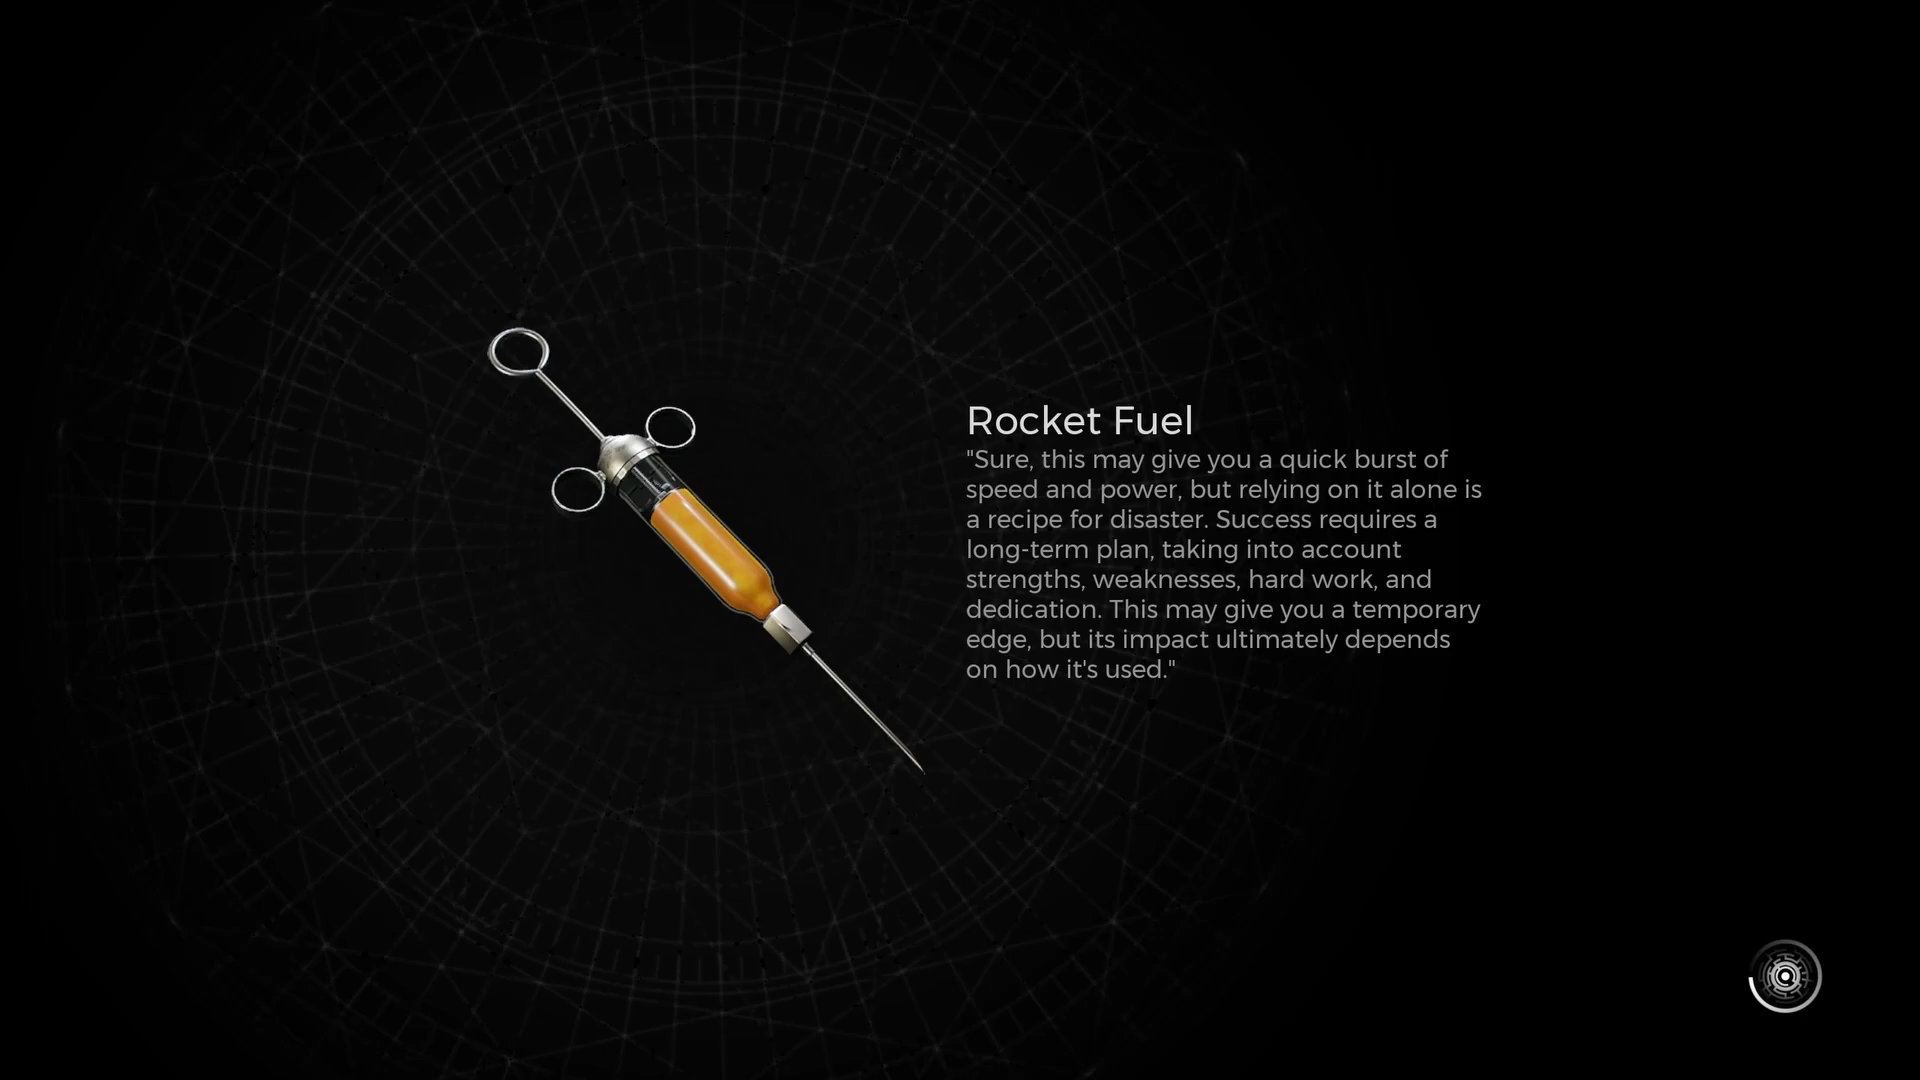 Rocket Fuel
"Sure, this may give you a quick burst of
speed and power, but relying on it alone is
a recipe for disaster. Success requires a
long-term plan, taking into account
strengths, weaknesses, hard work, and
dedication. This may give you a temporary
edge, but its impact ultimately depends
on how it's used."